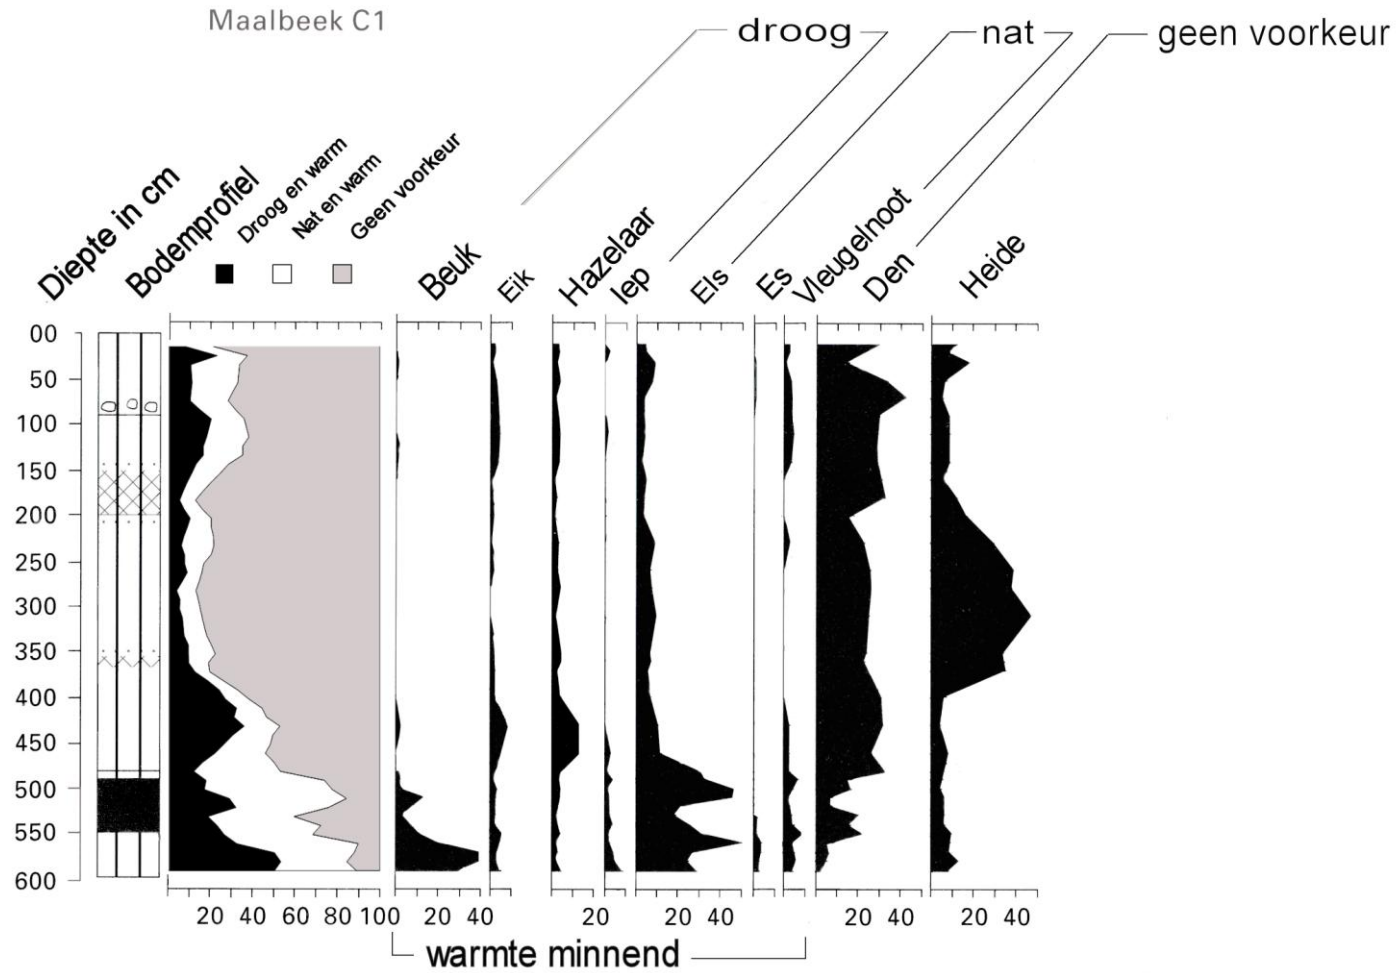 Maalbeek C1
droog
nat
geen voorkeur
Diepte in cm
Bodemprofiel
Droog en warm
Nat en warm
Geen voorkeur
Beuk
Eik
Hazelaar
Iep
Els
Es
Vleugelnoot
Den
Heide
00
50
100
150
200
250
300
350
400
450
500
550
600
20 40 60 80 100 20 40 20 20 40 20 40 20 40
warmte minnend